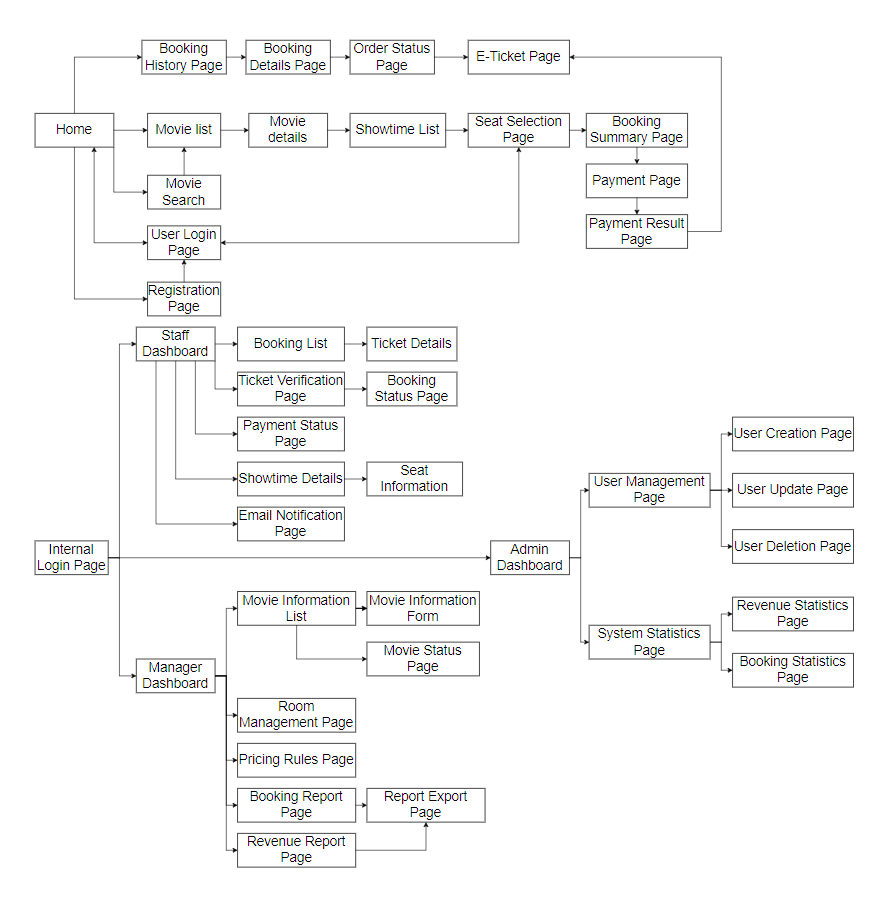 Booking
History Page
Booking
Details Page
Order Status
Page
E-Ticket Page
Home
Movie list
Movie
details
Showtime List
Seat Selection
Page
Booking
Summary Page
Movie
Search
Payment Page
User Login
Page
Payment Result
Page
Registration
Page
Staff
Dashboard
Booking List
Ticket Details
Ticket Verification
Page
Booking
Status Page
Payment Status
Page
Showtime Details
Seat
Information
Email Notification
Page
Internal
Login Page
Admin
Dashboard
User Management
Page
User Creation Page
User Update Page
User Deletion Page
System Statistics
Page
Revenue Statistics
Page
Booking Statistics
Page
Manager
Dashboard
Movie Information
List
Movie Information
Form
Movie Status
Page
Room
Management Page
Pricing Rules Page
Booking Report
Page
Report Export
Page
Revenue Report
Page